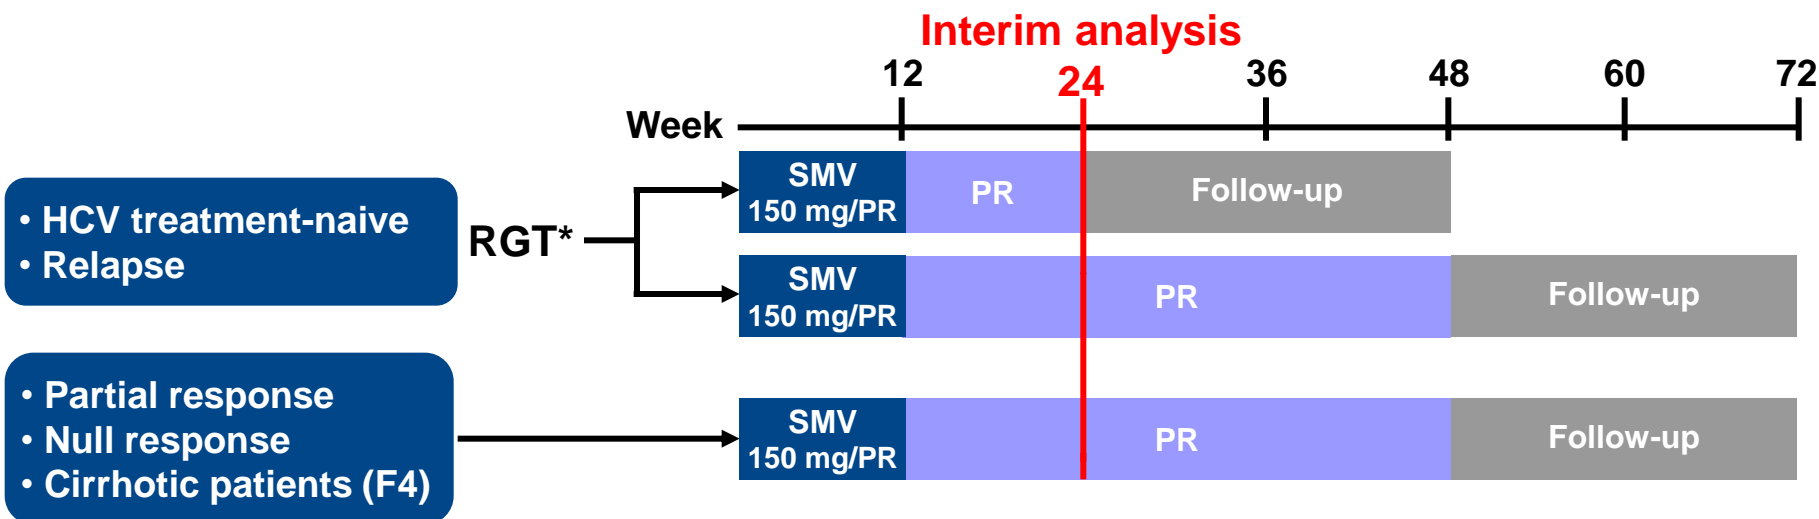 Interim analysis
12 24 36 48 60 72
Week
• HCV treatment-naive
• Relapse
RGT*
SMV
150 mg/PR
PR
Follow-up
SMV
150 mg/PR
PR
Follow-up
• Partial response
• Null response
• Cirrhotic patients (F4)
SMV
150 mg/PR
PR
Follow-up